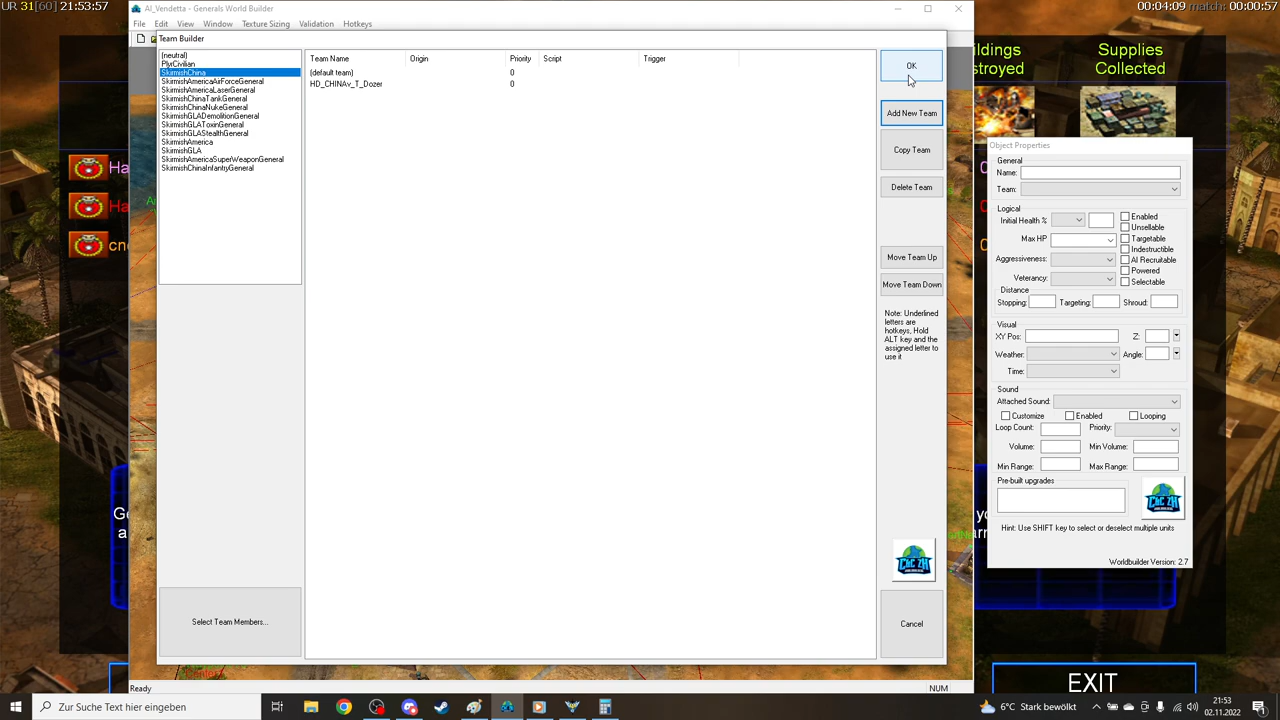 UR 31[60] 21:53:57
00:04:09 match: 00:00:57
AI_Vendetta - Generals World Builder
File Edit View Window Texture Sizing Validation Hotkeys
Team Builder
(neutral)
PlyrCivilian
SkirmishChina
SkirmishAmericaAirForceGeneral
SkirmishAmericaLaserGeneral
SkirmishChinaTankGeneral
SkirmishChinaNukeGeneral
SkirmishGLADemolitionGeneral
SkirmishGLAToxinGeneral
SkirmishGLAStealthGeneral
SkirmishAmerica
SkirmishGLA
SkirmishAmericaSuperWeaponGeneral
SkirmishChinaInfantryGeneral
Team Name Origin Priority Script Trigger
(default team) 0
HD_CHINAv_T_Dozer 0
OK
Add New Team
Copy Team
Delete Team
Move Team Up
Move Team Down
Note: Underlined
letters are
hotkeys, Hold
ALT key and the
assigned letter to
use it
Cancel
Select Team Members...
Ready
NUM
ildings
stroyed
Supplies
Collected
Ha
Ha
cno
Object Properties
General
Name:
Team:
Logical
Initial Health %
Enabled
Unsellable
Max HP
Targetable
Indestructible
Aggressiveness:
AI Recruitable
Powered
Veterancy:
Selectable
Distance
Stopping: Targeting: Shroud:
Visual
XY Pos: Z:
Weather: Angle:
Time:
Sound
Attached Sound:
Customize Enabled Looping
Loop Count: Priority:
Volume: Min Volume:
Min Range: Max Range:
Pre-built upgrades
C&C ZH
Hint: Use SHIFT key to select or deselect multiple units
Worldbuilder Version: 2.7
EXIT
Zur Suche Text hier eingeben
6°C Stark bewölkt
21:53
02.11.2022